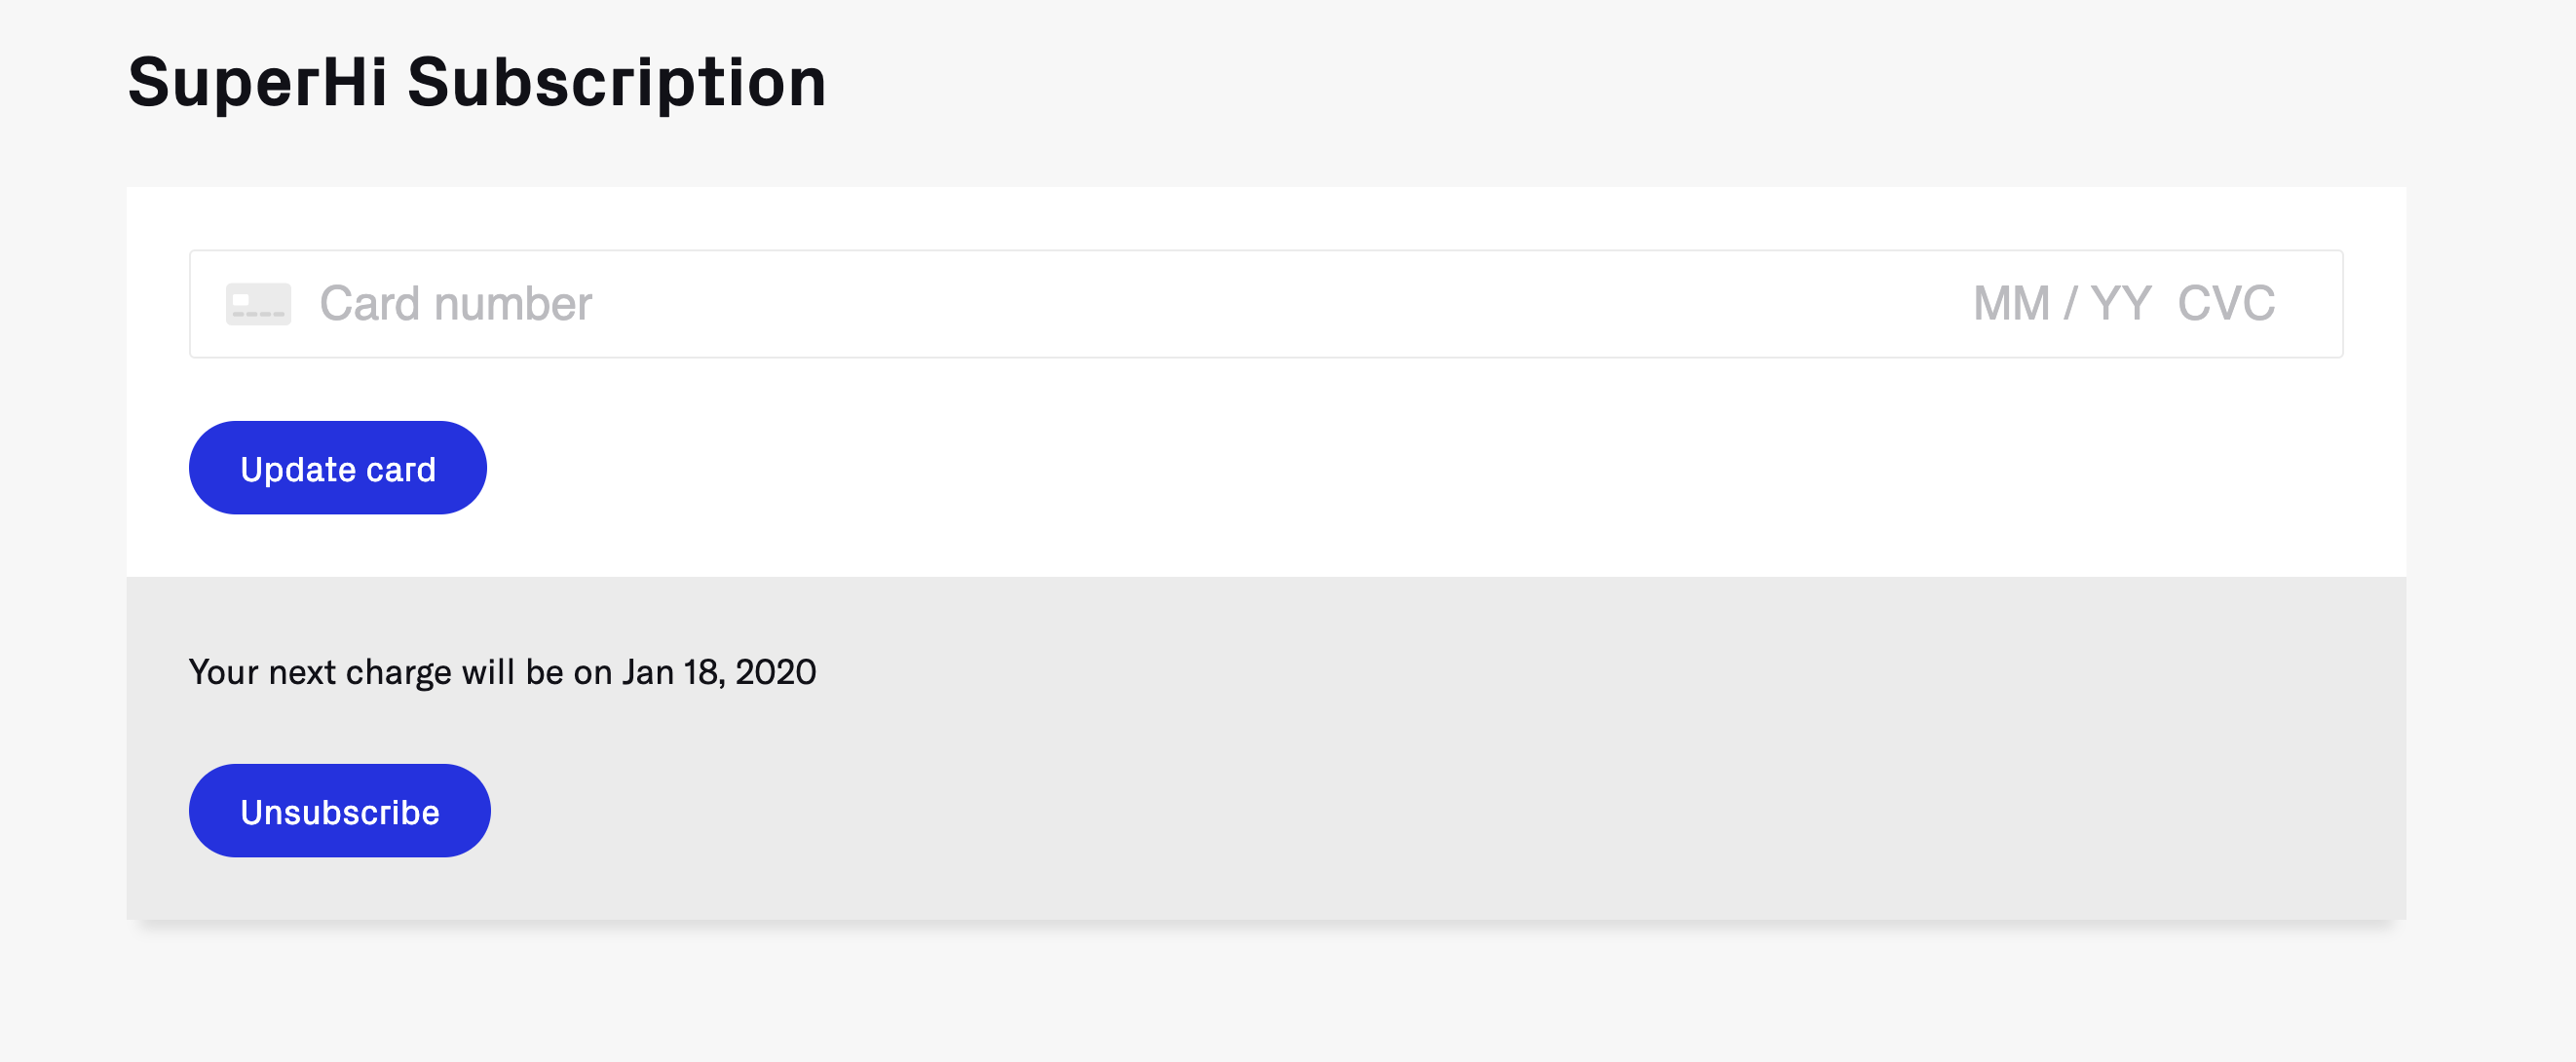 SuperHi Subscription
Card number MM / YY CVC
Update card
Your next charge will be on Jan 18, 2020
Unsubscribe